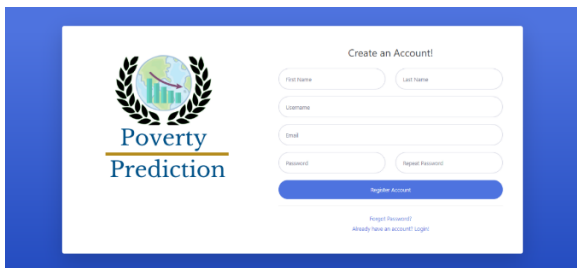 Poverty
Prediction
Create an Account!
First Name
Last Name
Username
Email
Password
Repeat Password
Register Account
Forgot Password?
Already have an account? Login!